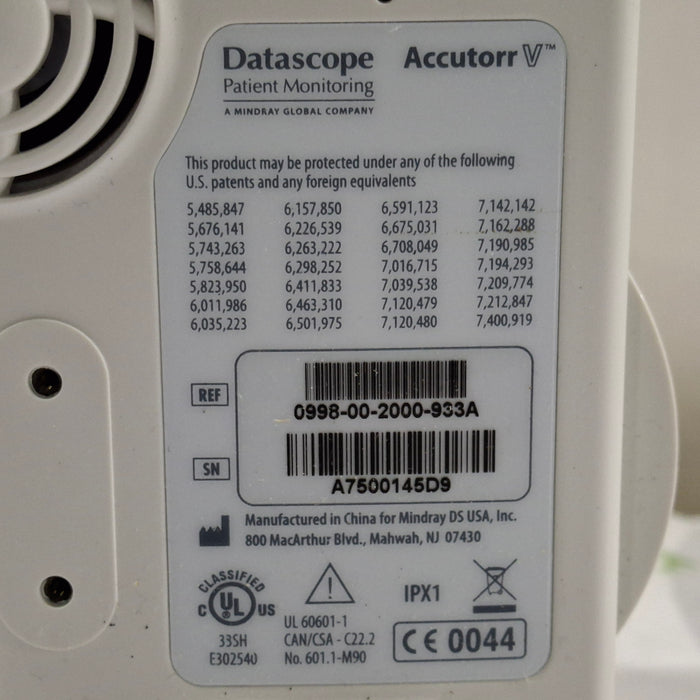 Datascope Accutorr V™
Patient Monitoring
A MINDRAY GLOBAL COMPANY
This product may be protected under any of the following
U.S. patents and any foreign equivalents
5,485,847 6,157,850 6,591,123 7,142,142
5,676,141 6,226,539 6,675,031 7,162,288
5,743,263 6,263,222 6,708,049 7,190,985
5,758,644 6,298,252 7,016,715 7,194,293
5,823,950 6,411,833 7,039,538 7,209,774
6,011,986 6,463,310 7,120,479 7,212,847
6,035,223 6,501,975 7,120,480 7,400,919
REF
0998-00-2000-933A
SN
A7500145D9
Manufactured in China for Mindray DS USA, Inc.
800 MacArthur Blvd., Mahwah, NJ 07430
CLASSIFIED
C UL US
33SH
E302540
UL 60601-1
CAN/CSA - C22.2
No. 601.1-M90
IPX1
CE 0044